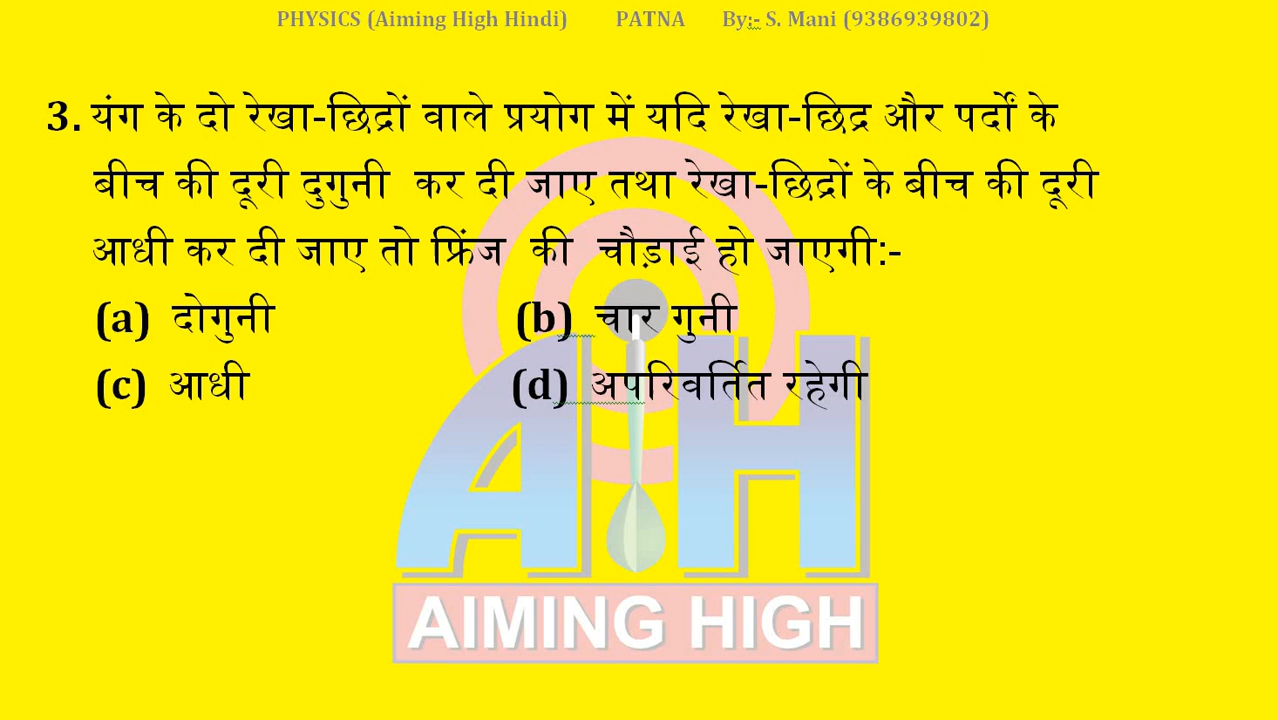 PHYSICS (Aiming High Hindi) PATNA By:- S. Mani (9386939802)
3. यंग के दो रेखा-छिद्रों वाले प्रयोग में यदि रेखा-छिद्र और पर्दों के
बीच की दूरी दुगुनी कर दी जाए तथा रेखा-छिद्रों के बीच की दूरी
आधी कर दी जाए तो फ्रिंज की चौड़ाई हो जाएगी:-
(a) दोगुनी (b) चार गुनी
(c) आधी (d) अपरिवर्तित रहेगी
AH
AIMING HIGH